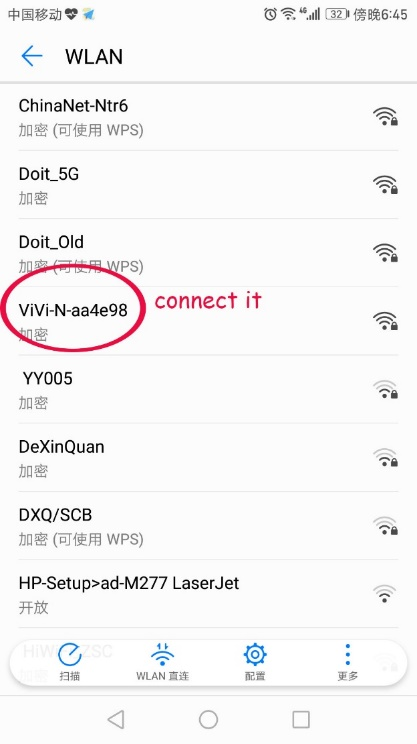 中国移动 4G 32 傍晚6:45
WLAN
ChinaNet-Ntr6
加密 (可使用 WPS)
Doit_5G
加密
Doit_Old
加密 (可使用 WPS)
ViVi-N-aa4e98 connect it
加密
YY005
加密
DeXinQuan
加密
DXQ/SCB
加密 (可使用 WPS)
HP-Setup>ad-M277 LaserJet
开放
扫描 WLAN 直连 配置 更多